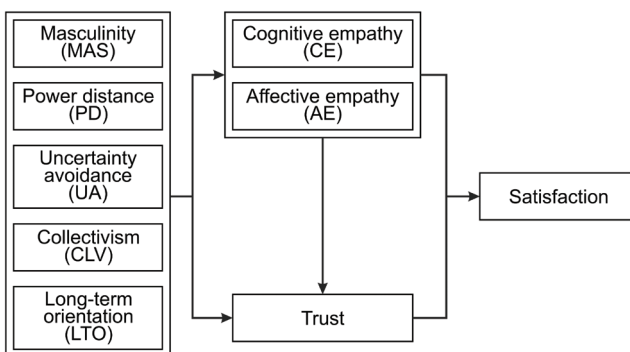 Masculinity
(MAS)
Power distance
(PD)
Uncertainty
avoidance
(UA)
Collectivism
(CLV)
Long-term
orientation
(LTO)
Cognitive empathy
(CE)
Affective empathy
(AE)
Trust
Satisfaction